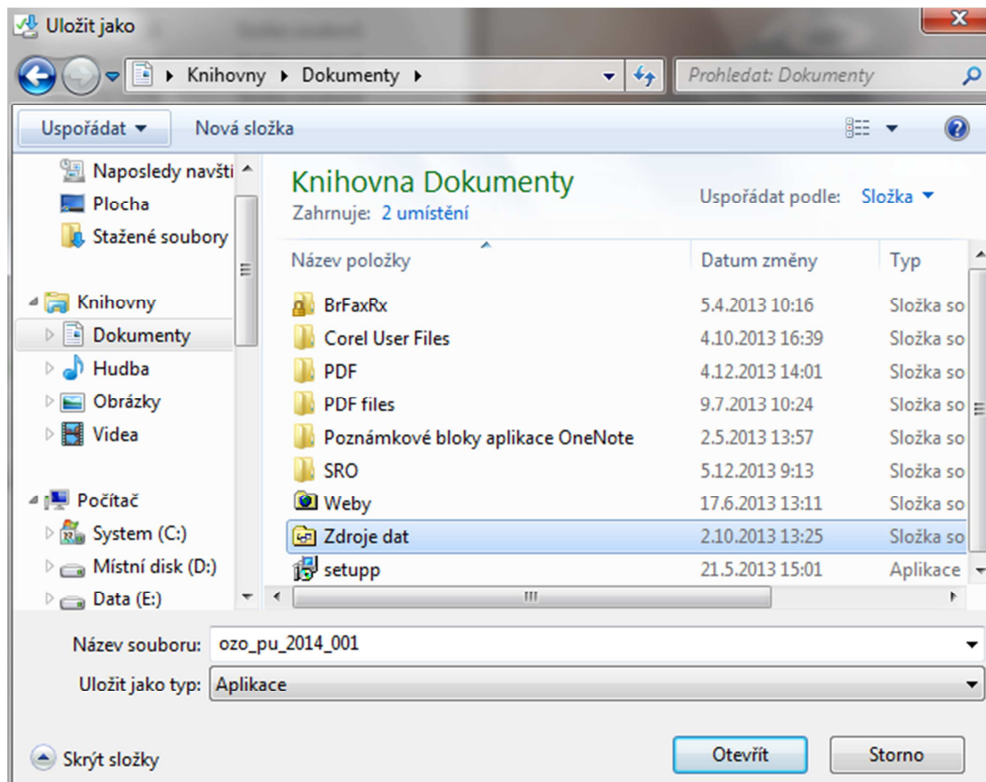 Uložit jako
Knihovny Dokumenty
Prohledat: Dokumenty
Uspořádat
Nová složka
Naposledy navští
Plocha
Stažené soubory
Knihovny
Dokumenty
Hudba
Obrázky
Videa
Počítač
System (C:)
Místní disk (D:)
Data (E:)
Knihovna Dokumenty
Zahrnuje: 2 umístění
Uspořádat podle: Složka
Název položky Datum změny Typ
BrFaxRx 5.4.2013 10:16 Složka so
Corel User Files 4.10.2013 16:39 Složka so
PDF 4.12.2013 14:01 Složka so
PDF files 9.7.2013 10:24 Složka so
Poznámkové bloky aplikace OneNote 2.5.2013 13:57 Složka so
SRO 5.12.2013 9:13 Složka so
Weby 17.6.2013 13:11 Složka so
Zdroje dat 2.10.2013 13:25 Složka so
setupp 21.5.2013 15:01 Aplikace
Název souboru: ozo_pu_2014_001
Uložit jako typ: Aplikace
Skrýt složky
Otevřít
Storno